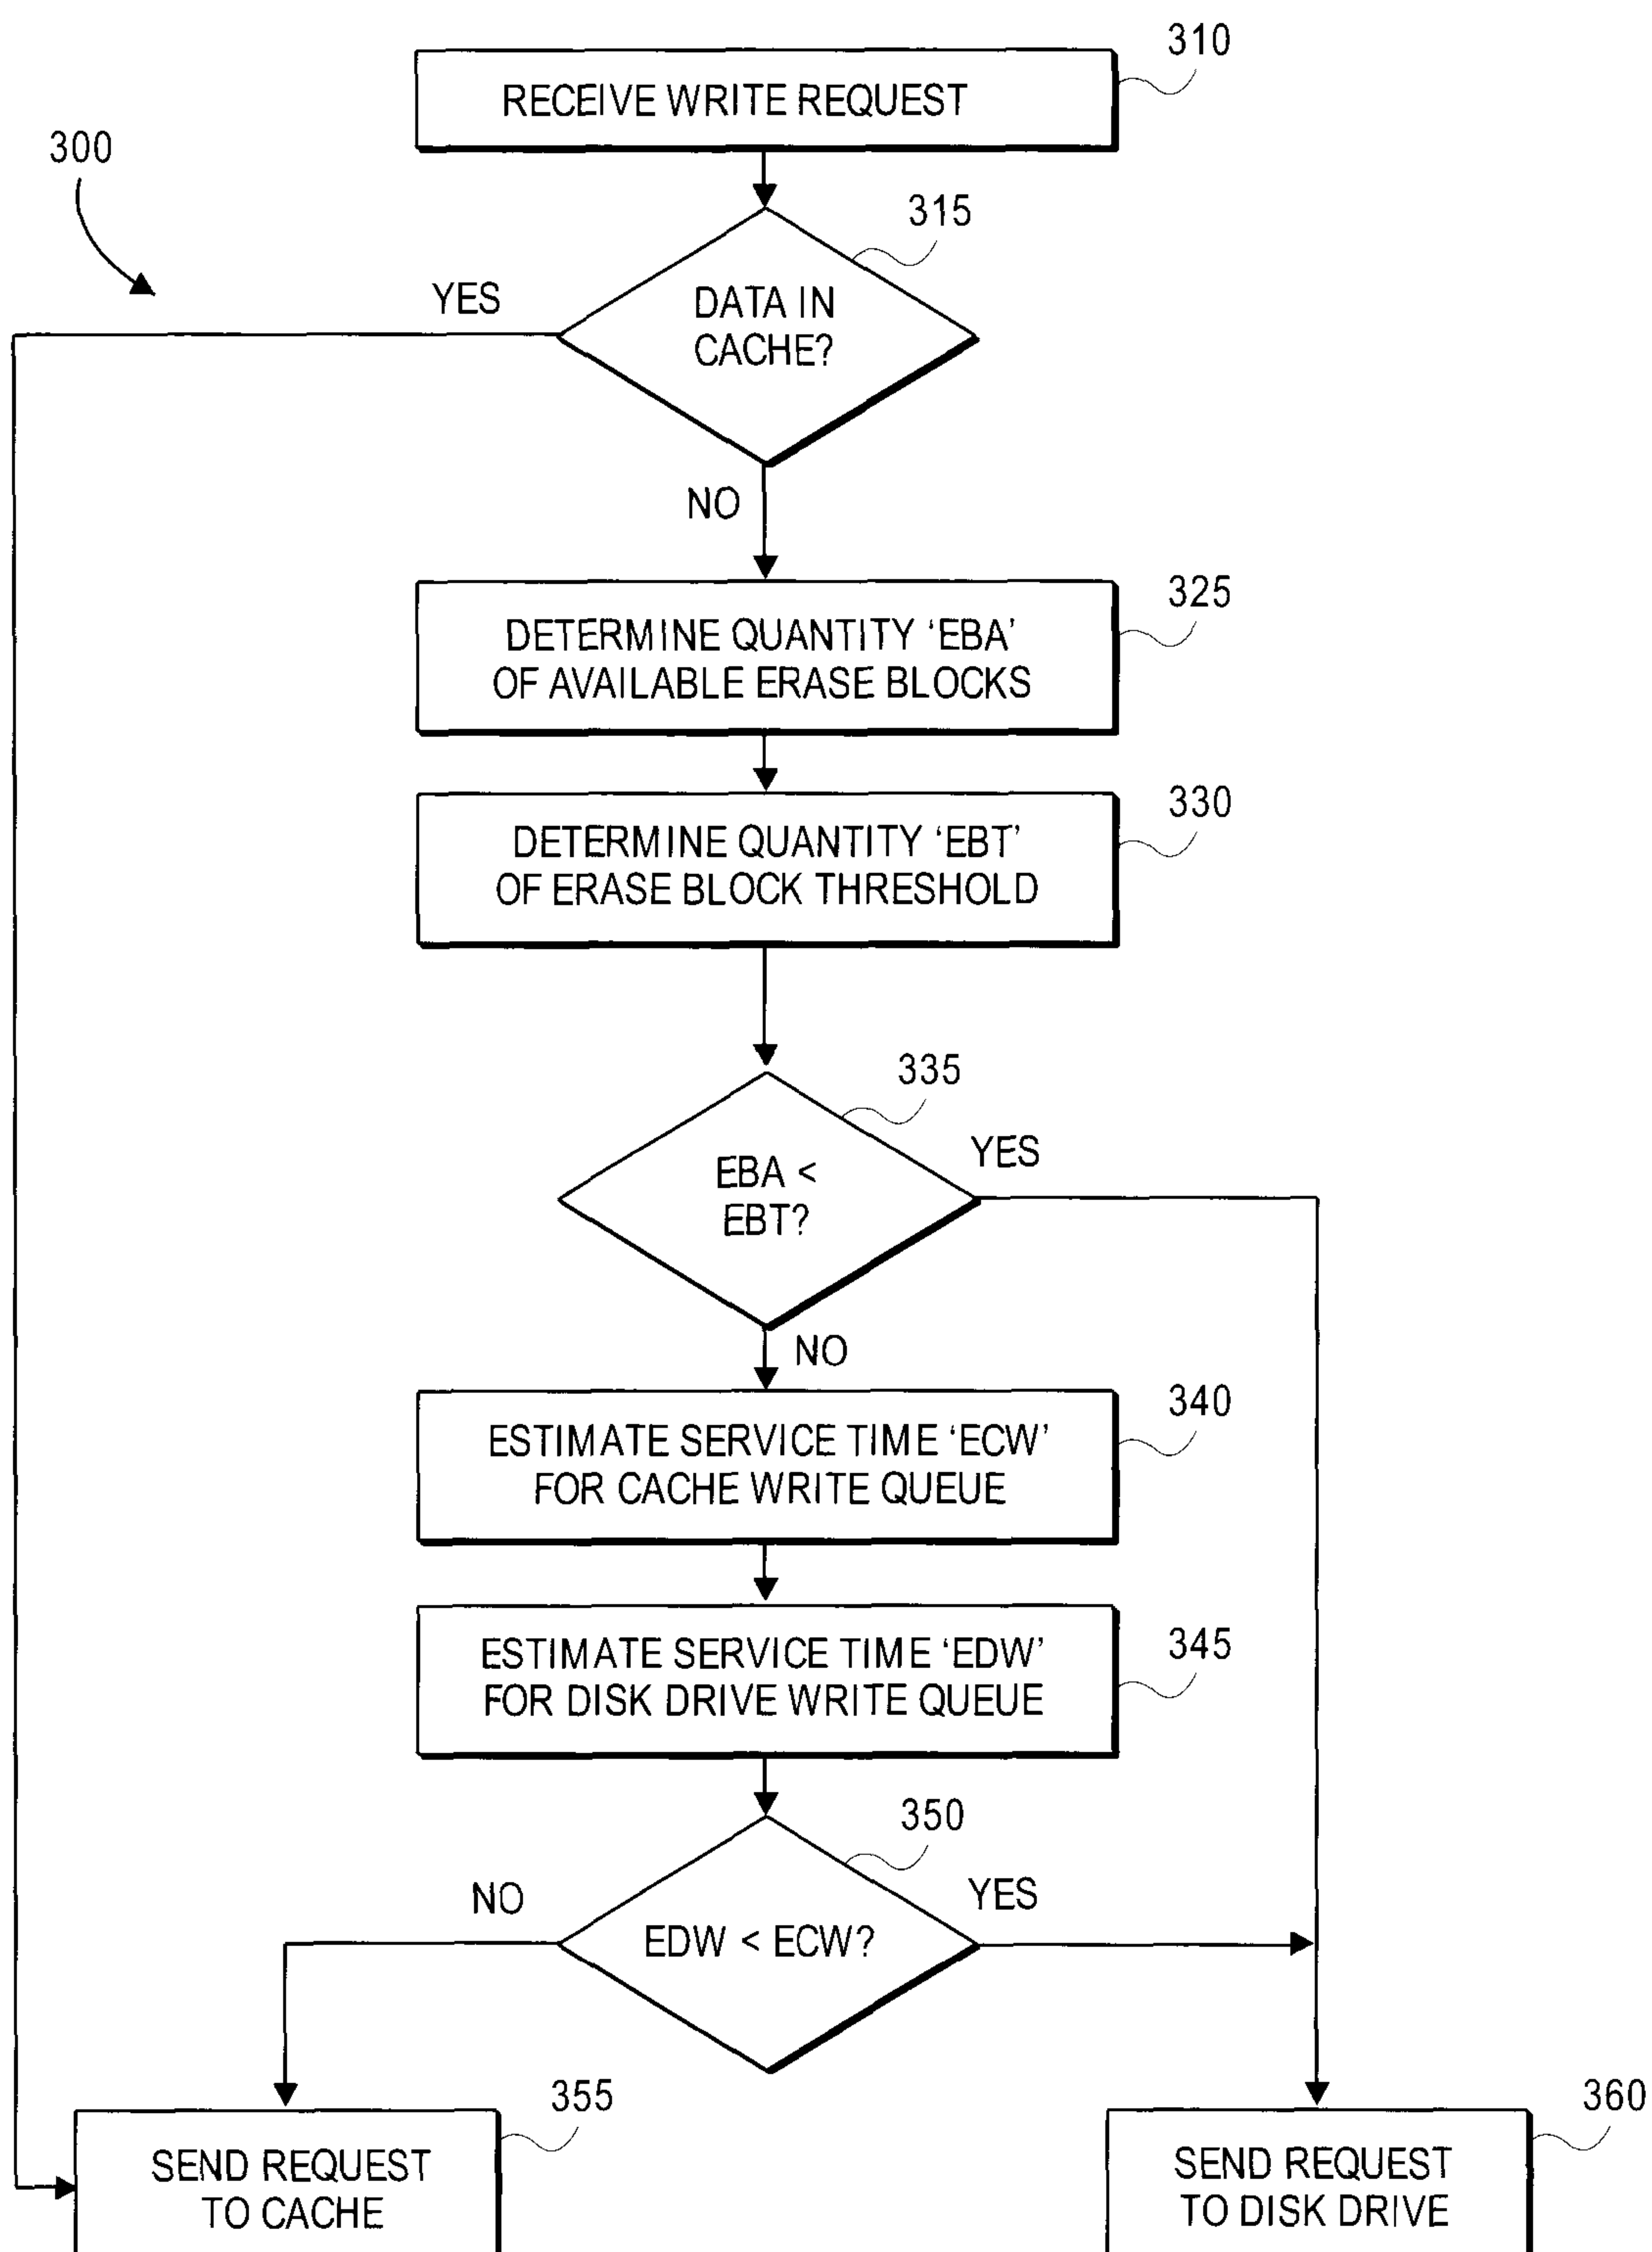 310
RECEIVE WRITE REQUEST
300
315
YES
DATA IN
CACHE?
NO
325
DETERMINE QUANTITY ‘EBA’
OF AVAILABLE ERASE BLOCKS
330
DETERMINE QUANTITY ‘EBT’
OF ERASE BLOCK THRESHOLD
335
YES
EBA <
EBT?
NO
340
ESTIMATE SERVICE TIME ‘ECW’
FOR CACHE WRITE QUEUE
345
ESTIMATE SERVICE TIME ‘EDW’
FOR DISK DRIVE WRITE QUEUE
350
NO
YES
EDW < ECW?
355
360
SEND REQUEST
TO CACHE
SEND REQUEST
TO DISK DRIVE